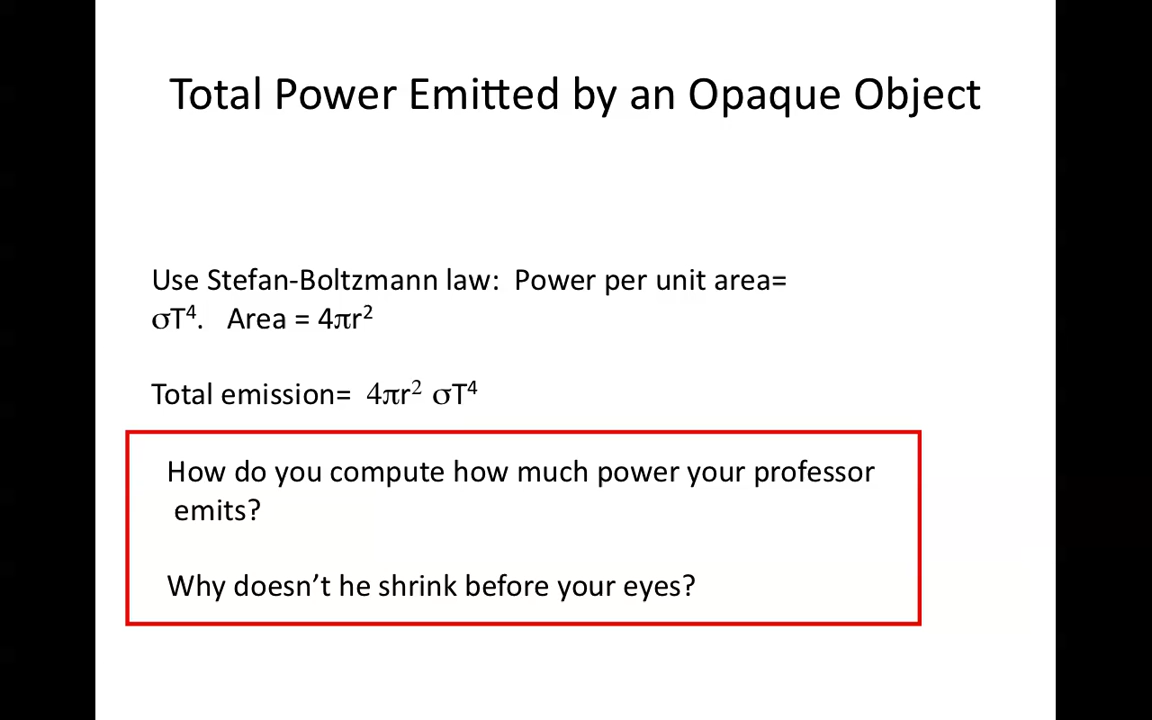 Total Power Emitted by an Opaque Object
Use Stefan-Boltzmann law:  Power per unit area=
σT⁴.   Area = 4πr²
Total emission=  4πr² σT⁴
How do you compute how much power your professor
emits?
Why doesn’t he shrink before your eyes?